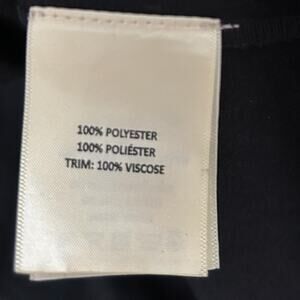 100% POLYESTER
100% POLIÉSTER
TRIM: 100% VISCOSE